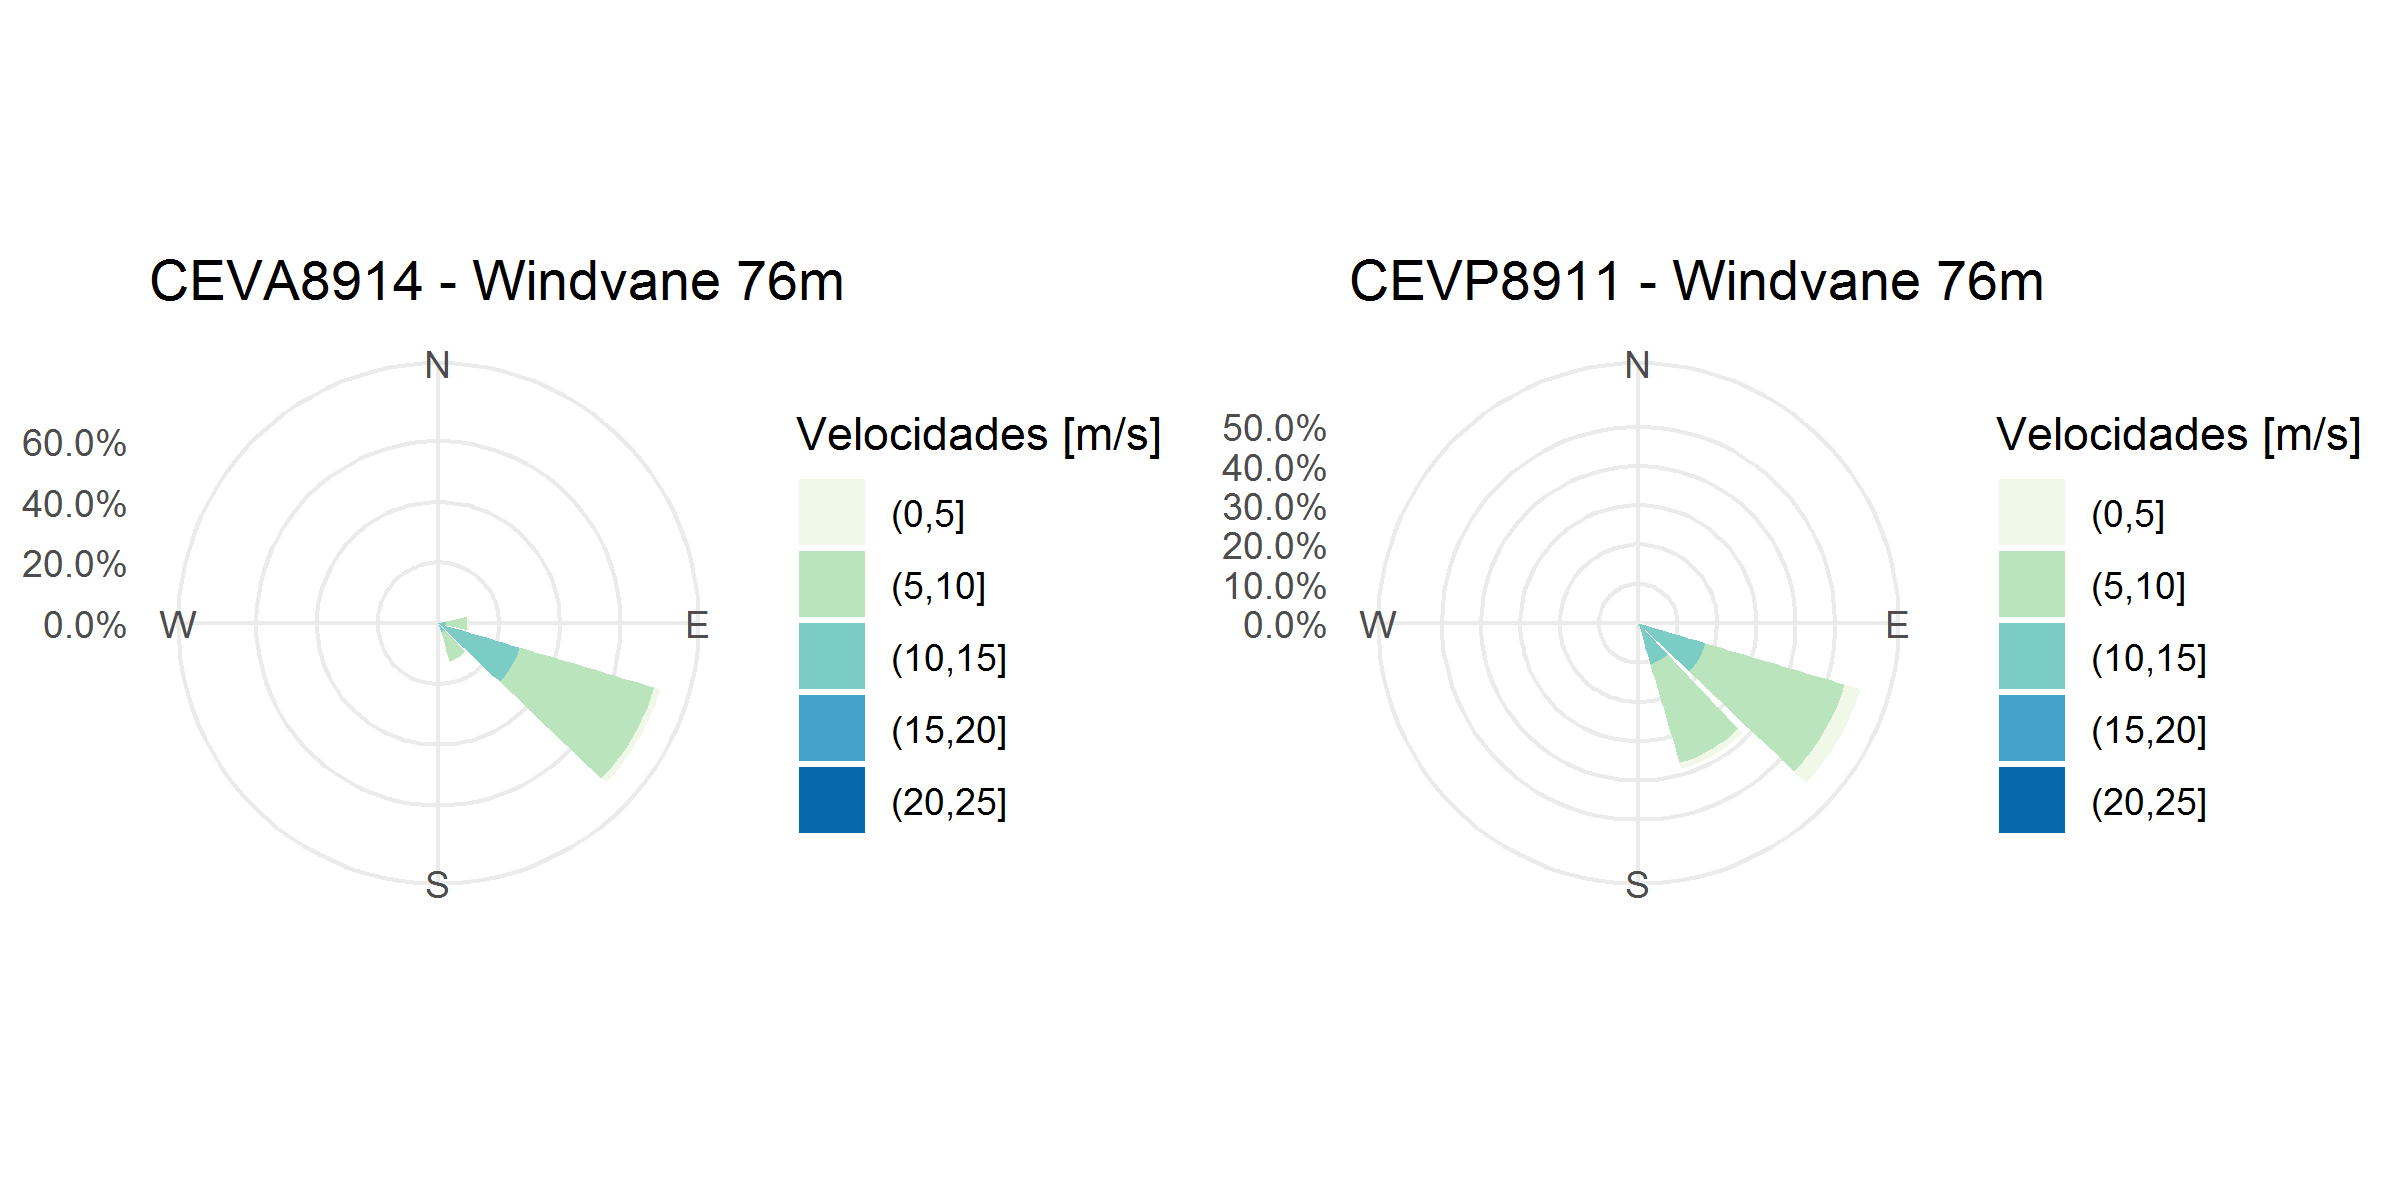 CEVA8914 - Windvane 76m
N
60.0%
40.0%
20.0%
0.0%
W
E
S
Velocidades [m/s]
(0,5]
(5,10]
(10,15]
(15,20]
(20,25]
CEVP8911 - Windvane 76m
N
50.0%
40.0%
30.0%
20.0%
10.0%
0.0%
W
E
S
Velocidades [m/s]
(0,5]
(5,10]
(10,15]
(15,20]
(20,25]